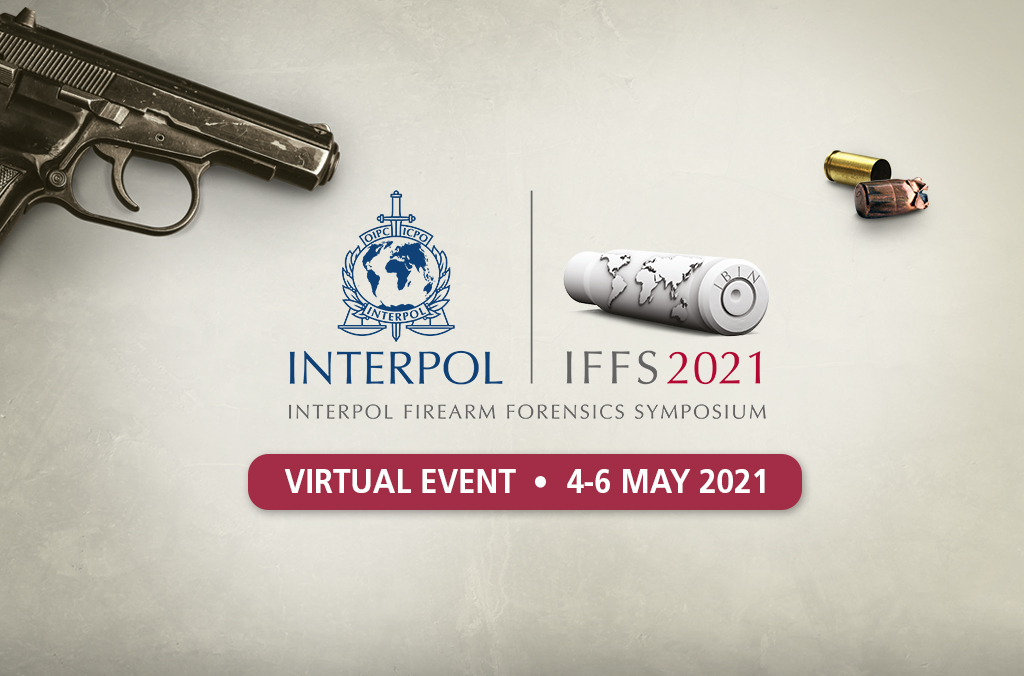 OIPC ICPO
INTERPOL
IBIN
INTERPOL
IFFS 2021
INTERPOL FIREARM FORENSICS SYMPOSIUM
VIRTUAL EVENT • 4-6 MAY 2021